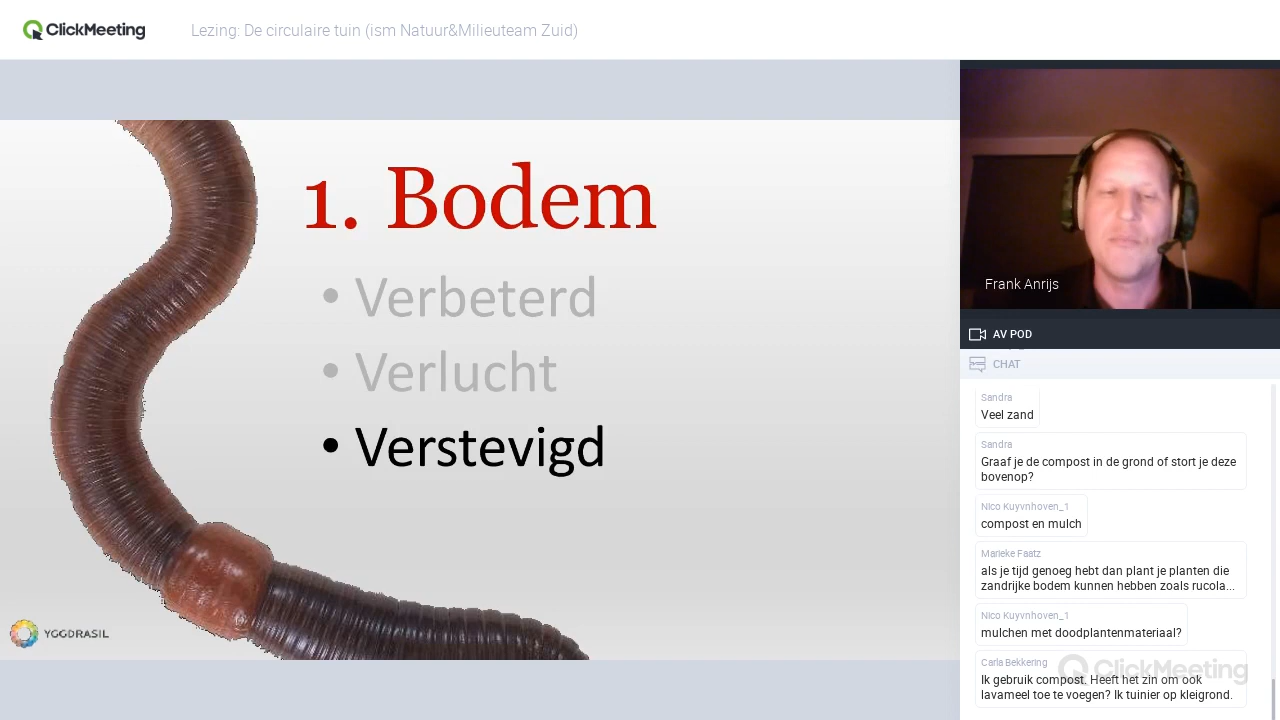 ClickMeeting
Lezing: De circulaire tuin (ism Natuur&Milieuteam Zuid)
1. Bodem
• Verbeterd
• Verlucht
• Verstevigd
YGGDRASIL
Frank Anrijs
AV POD
CHAT
Sandra
Veel zand
Sandra
Graaf je de compost in de grond of stort je deze
bovenop?
Nico Kuyvnhoven_1
compost en mulch
Marieke Faatz
als je tijd genoeg hebt dan plant je planten die
zandrijke bodem kunnen hebben zoals rucola...
Nico Kuyvnhoven_1
mulchen met doodplantenmateriaal?
Carla Bekkering
Ik gebruik compost. Heeft het zin om ook
lavameel toe te voegen? Ik tuinier op kleigrond.
ClickMeeting